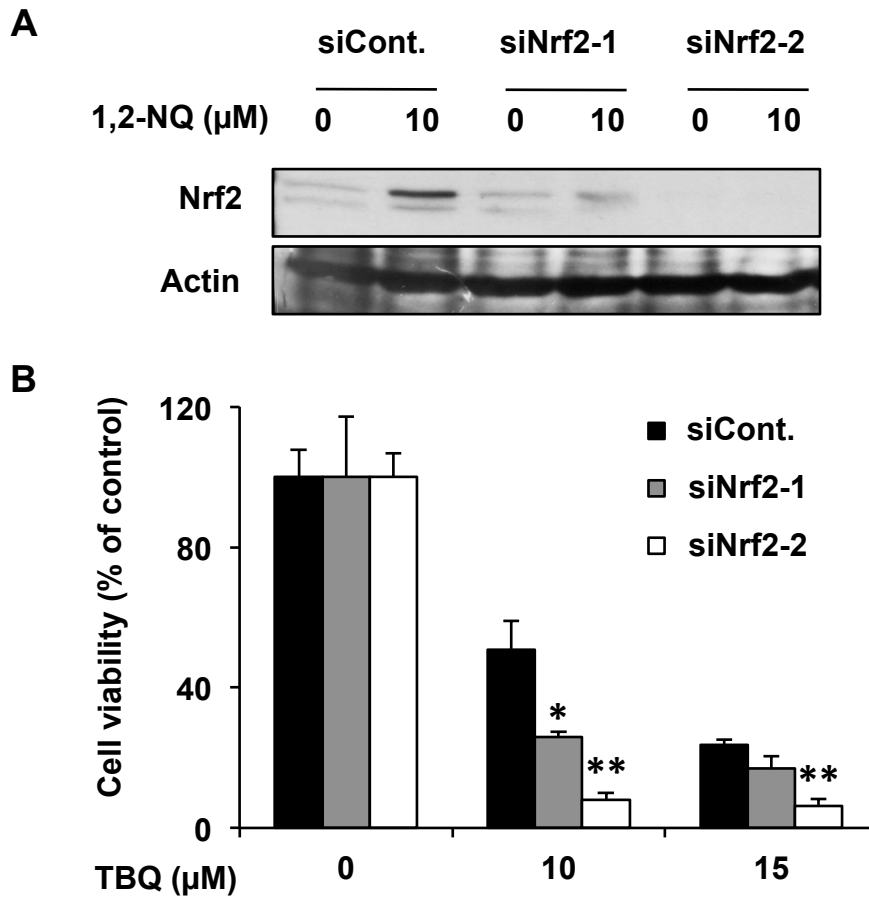 A
siCont. siNrf2-1 siNrf2-2
1,2-NQ (μM) 0 10 0 10 0 10
Nrf2
Actin
B
Cell viability (% of control)
120
80
40
0
siCont.
siNrf2-1
siNrf2-2
*
**
**
TBQ (μM) 0 10 15